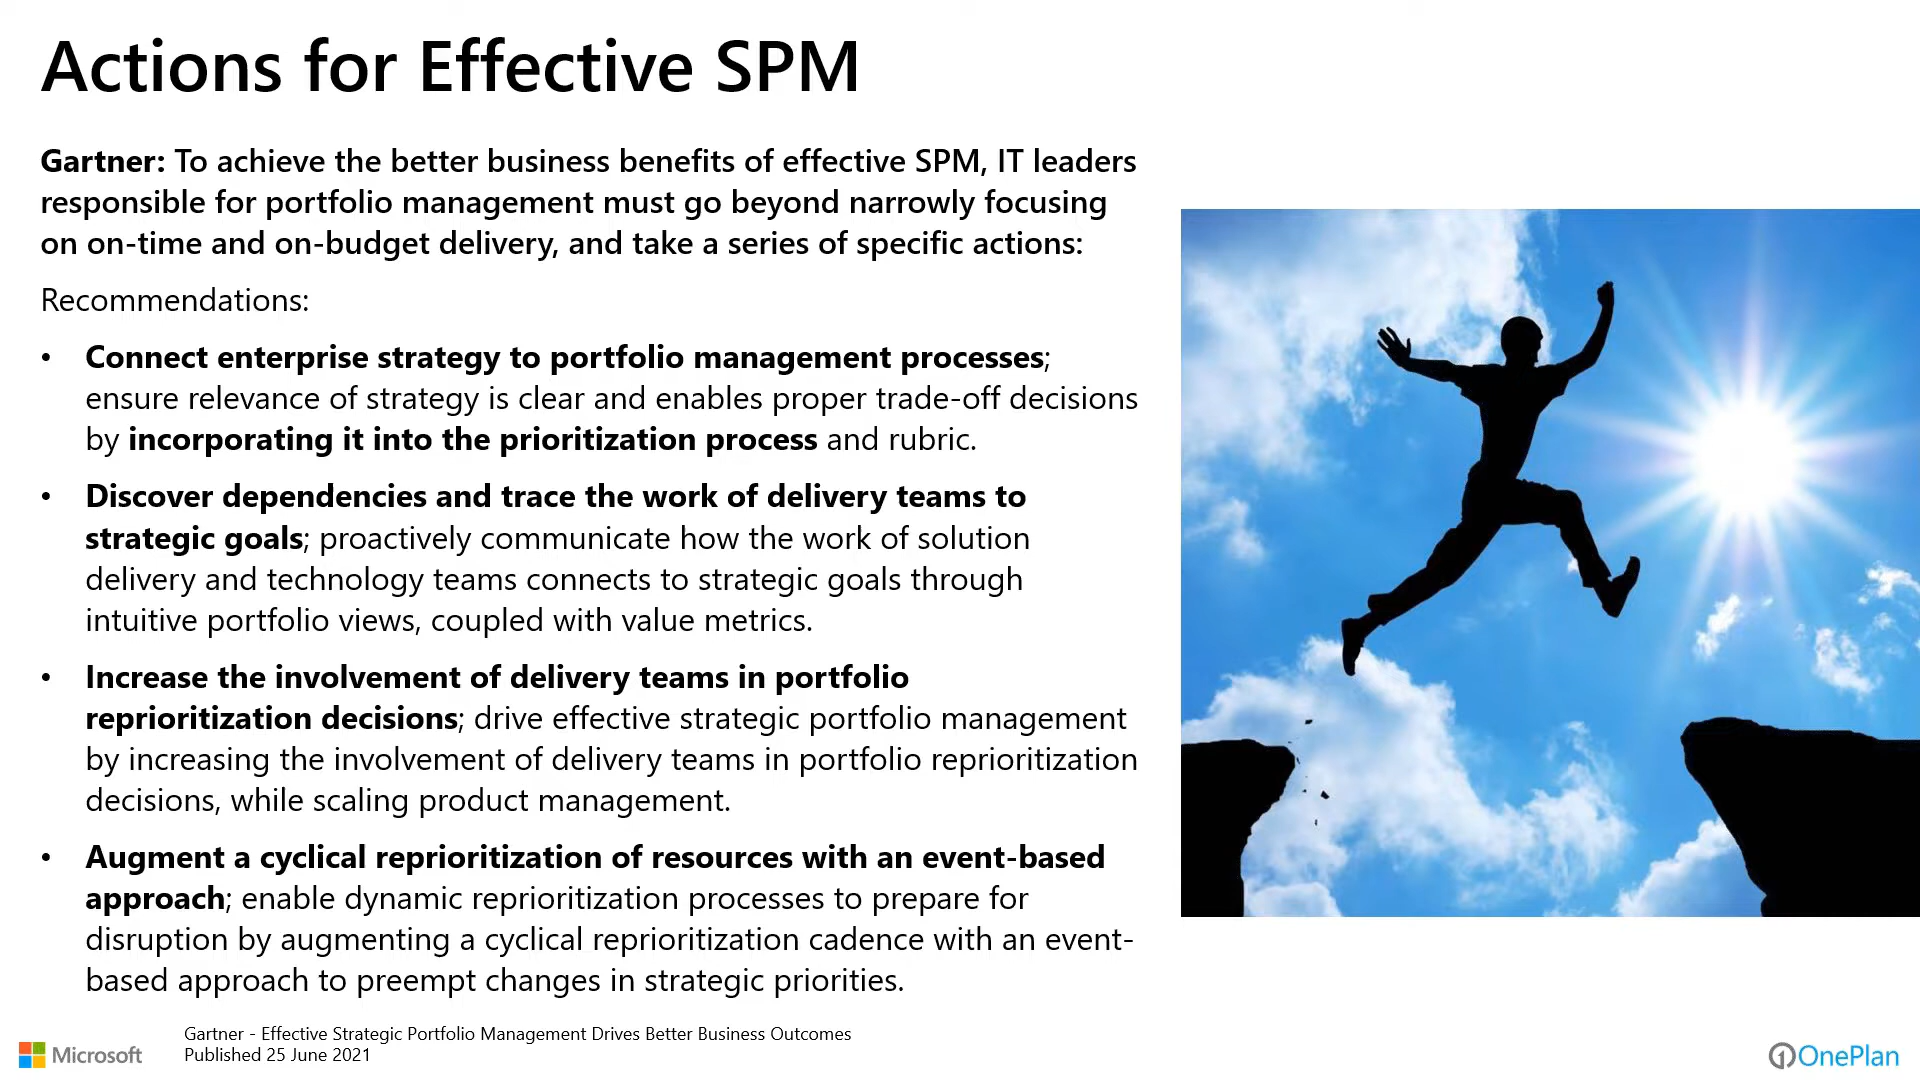 Actions for Effective SPM
Gartner: To achieve the better business benefits of effective SPM, IT leaders
responsible for portfolio management must go beyond narrowly focusing
on on-time and on-budget delivery, and take a series of specific actions:
Recommendations:
• Connect enterprise strategy to portfolio management processes;
ensure relevance of strategy is clear and enables proper trade-off decisions
by incorporating it into the prioritization process and rubric.
• Discover dependencies and trace the work of delivery teams to
strategic goals; proactively communicate how the work of solution
delivery and technology teams connects to strategic goals through
intuitive portfolio views, coupled with value metrics.
• Increase the involvement of delivery teams in portfolio
reprioritization decisions; drive effective strategic portfolio management
by increasing the involvement of delivery teams in portfolio reprioritization
decisions, while scaling product management.
• Augment a cyclical reprioritization of resources with an event-based
approach; enable dynamic reprioritization processes to prepare for
disruption by augmenting a cyclical reprioritization cadence with an event-
based approach to preempt changes in strategic priorities.
Gartner - Effective Strategic Portfolio Management Drives Better Business Outcomes
Published 25 June 2021
Microsoft
OnePlan